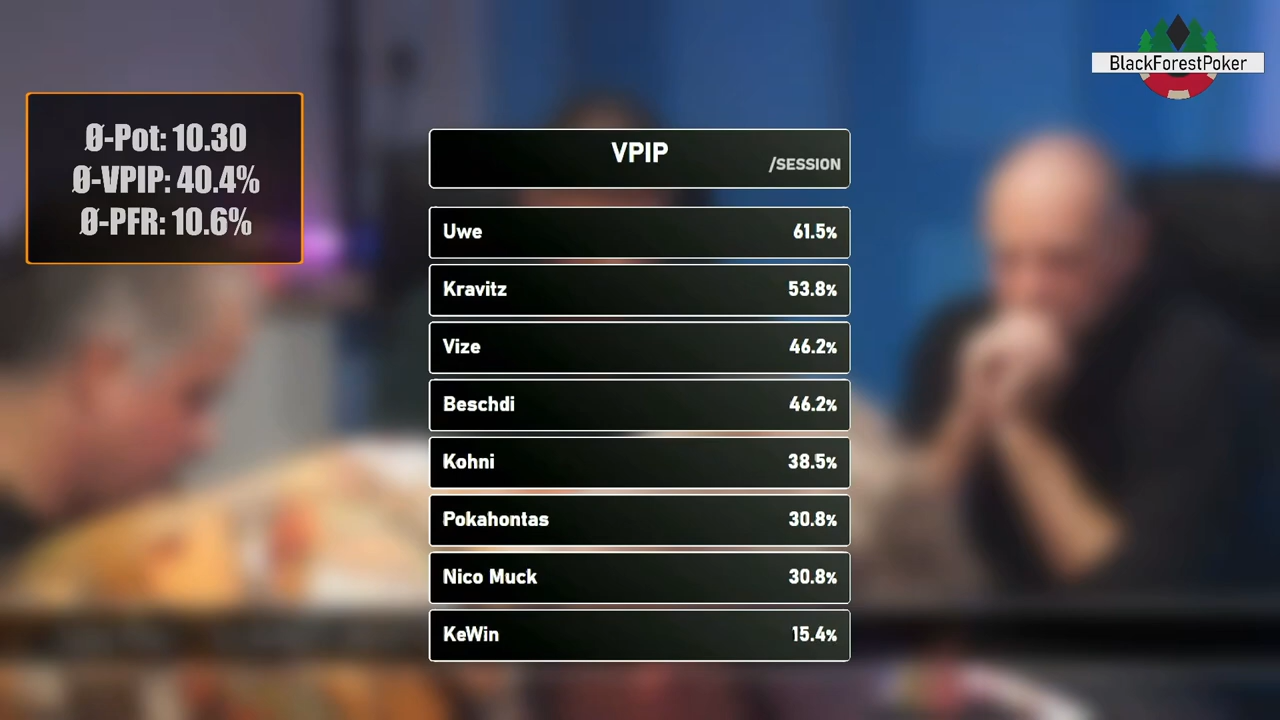 BlackForestPoker
Ø-Pot: 10.30
Ø-VPIP: 40.4%
Ø-PFR: 10.6%
VPIP
/SESSION
Uwe 61.5%
Kravitz 53.8%
Vize 46.2%
Beschdi 46.2%
Kohni 38.5%
Pokahontas 30.8%
Nico Muck 30.8%
KeWin 15.4%